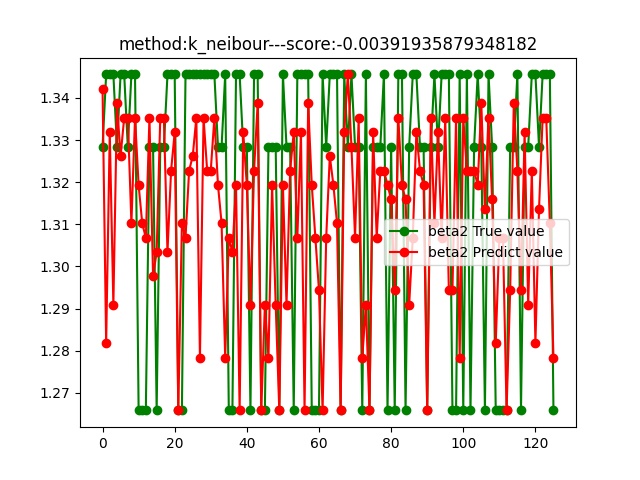 method:k_neibour---score:-0.00391935879348182
1.34
1.33
1.32
1.31
1.30
1.29
1.28
1.27
beta2 True value
beta2 Predict value
0 20 40 60 80 100 120